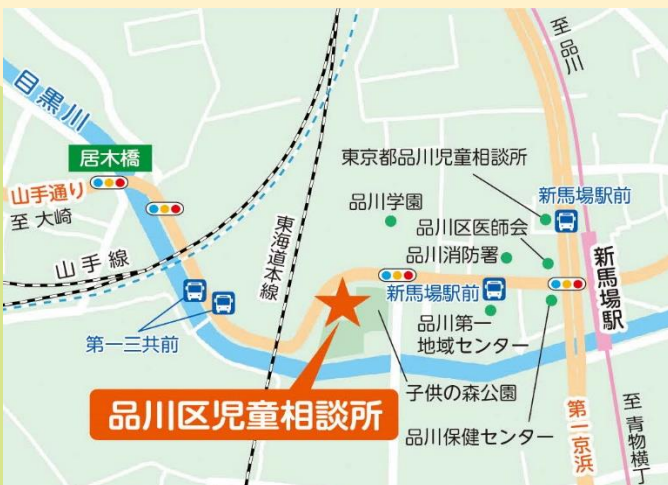 至 品川
目黒川
居木橋
山手通り
至 大崎
山手線
東海道本線
第一三共前
東京都品川児童相談所
新馬場駅前
品川学園
品川区医師会
品川消防署
新馬場駅前
新馬場駅
品川第一
地域センター
子供の森公園
品川区児童相談所
品川保健センター
第一京浜
至 青物横丁